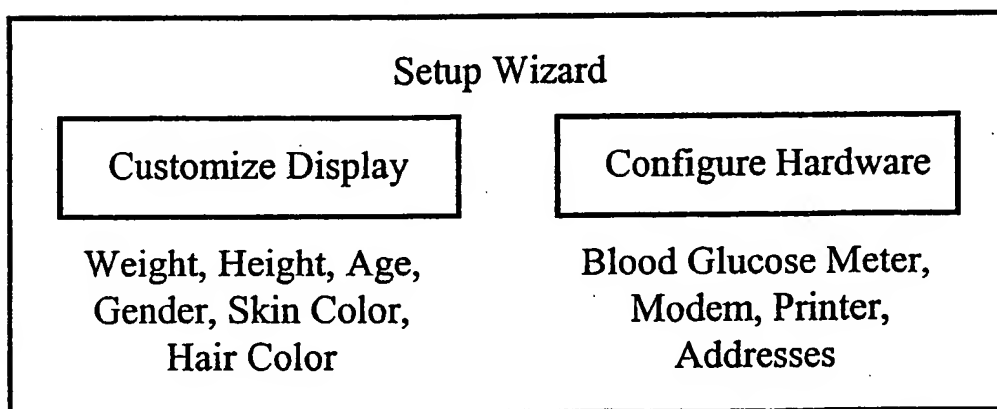 Setup Wizard
Customize Display
Weight, Height, Age,
Gender, Skin Color,
Hair Color
Configure Hardware
Blood Glucose Meter,
Modem, Printer,
Addresses